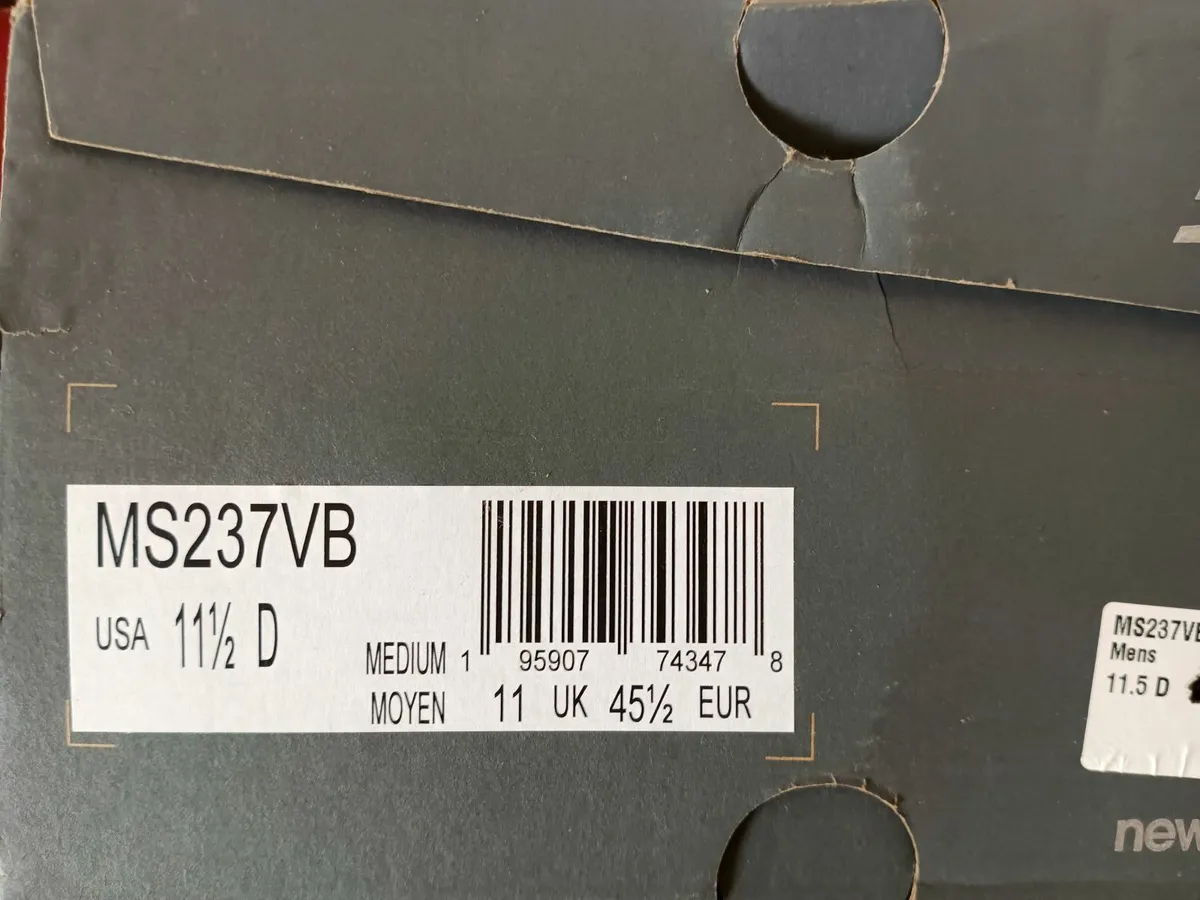 MS237VB
USA 11½ D
MEDIUM
MOYEN
1 95907 74347 8
11 UK 45½ EUR
MS237VB
Mens
11.5 D
new